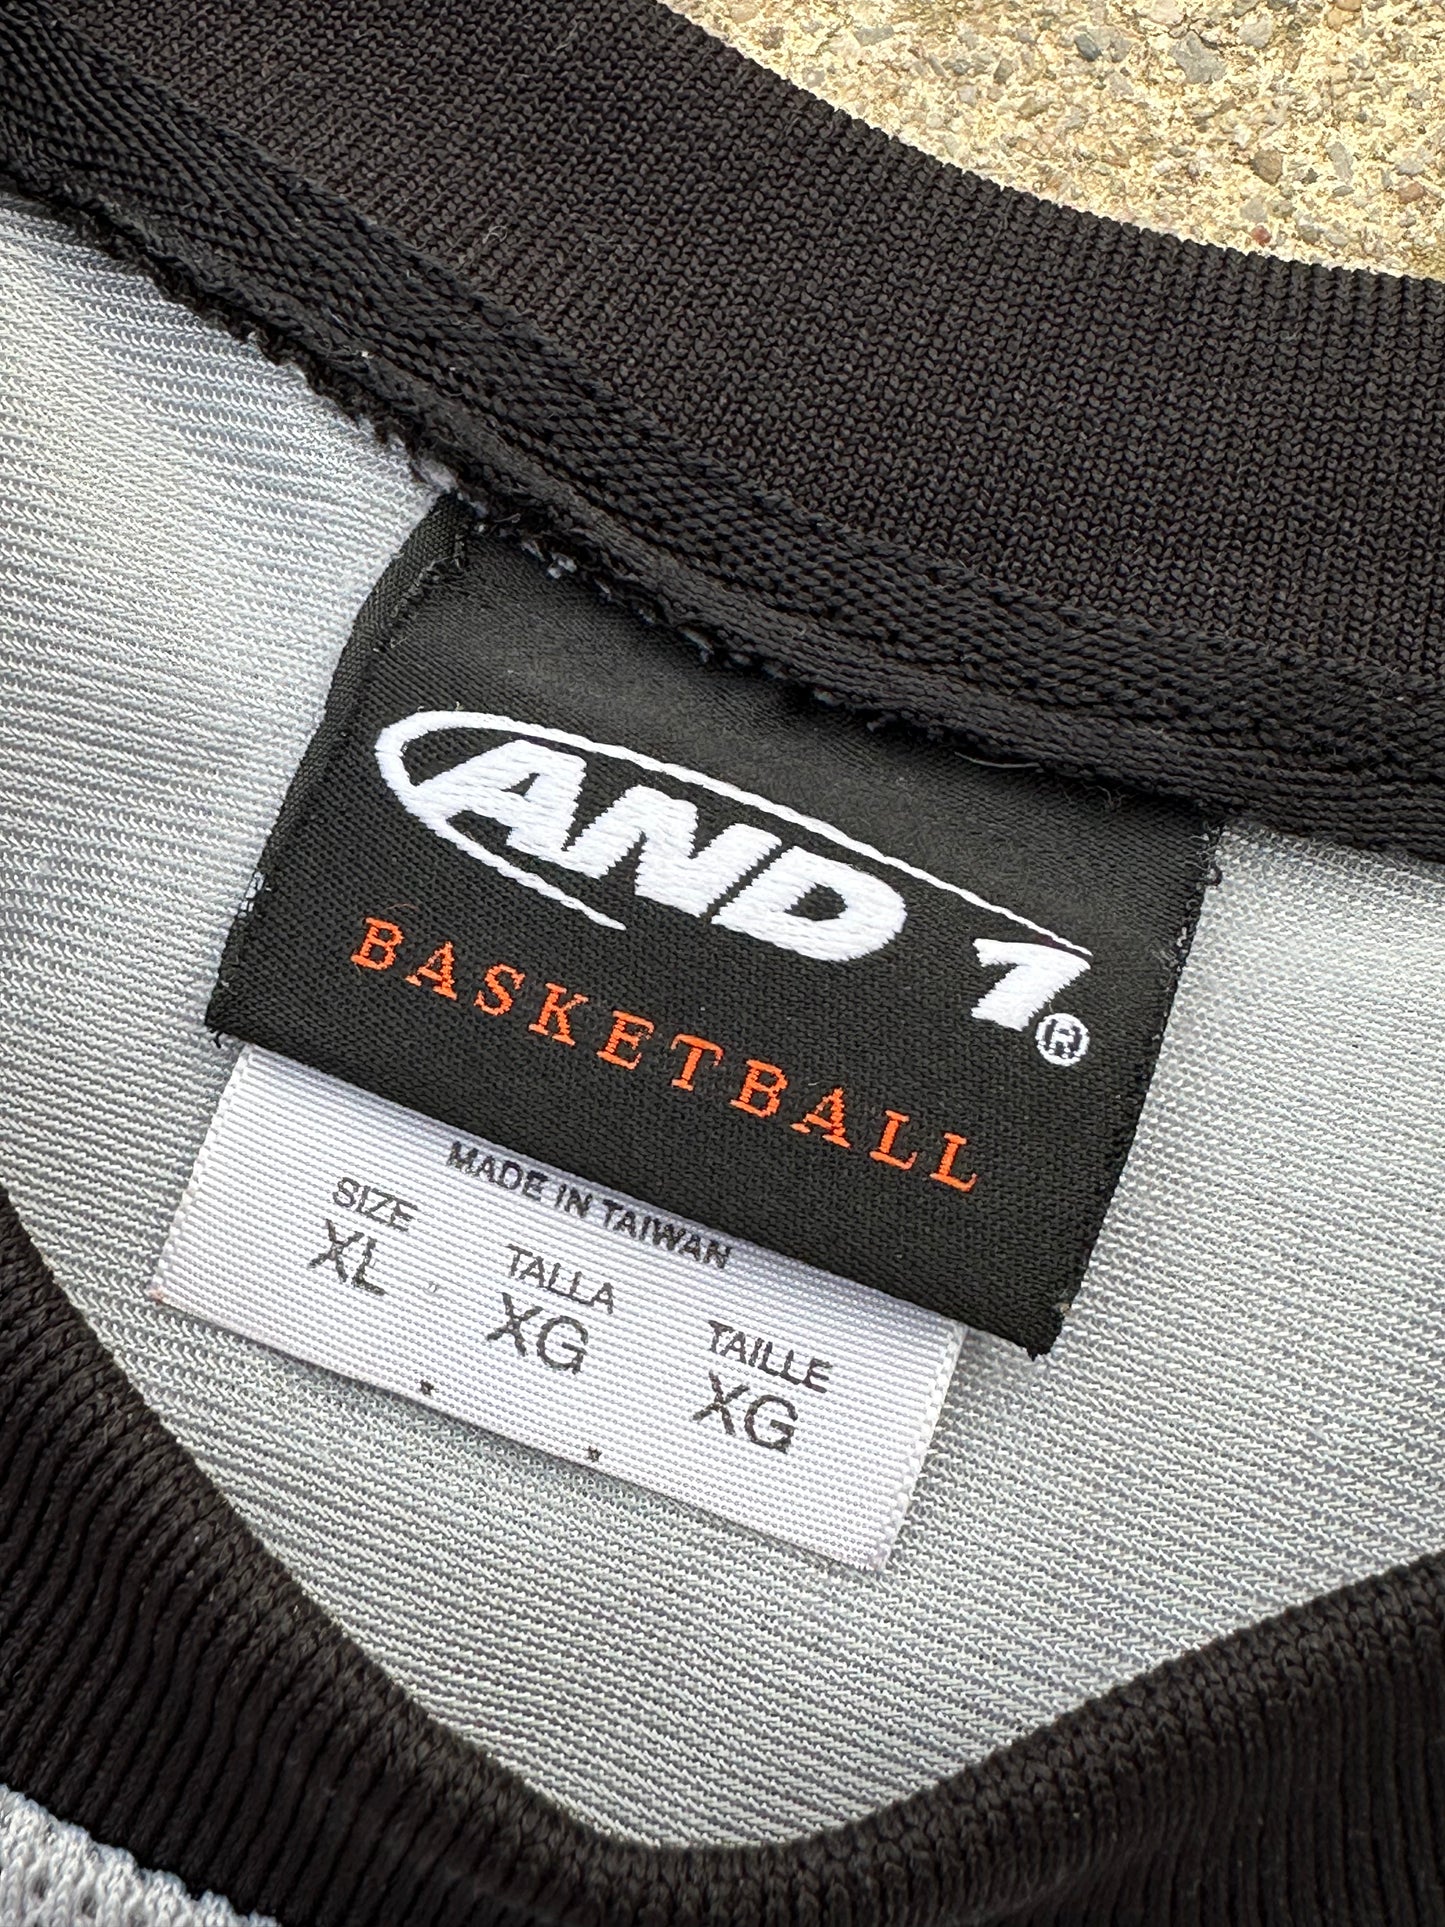 AND 1®
BASKETBALL
MADE IN TAIWAN
SIZE TALLA TAILLE
XL XG XG